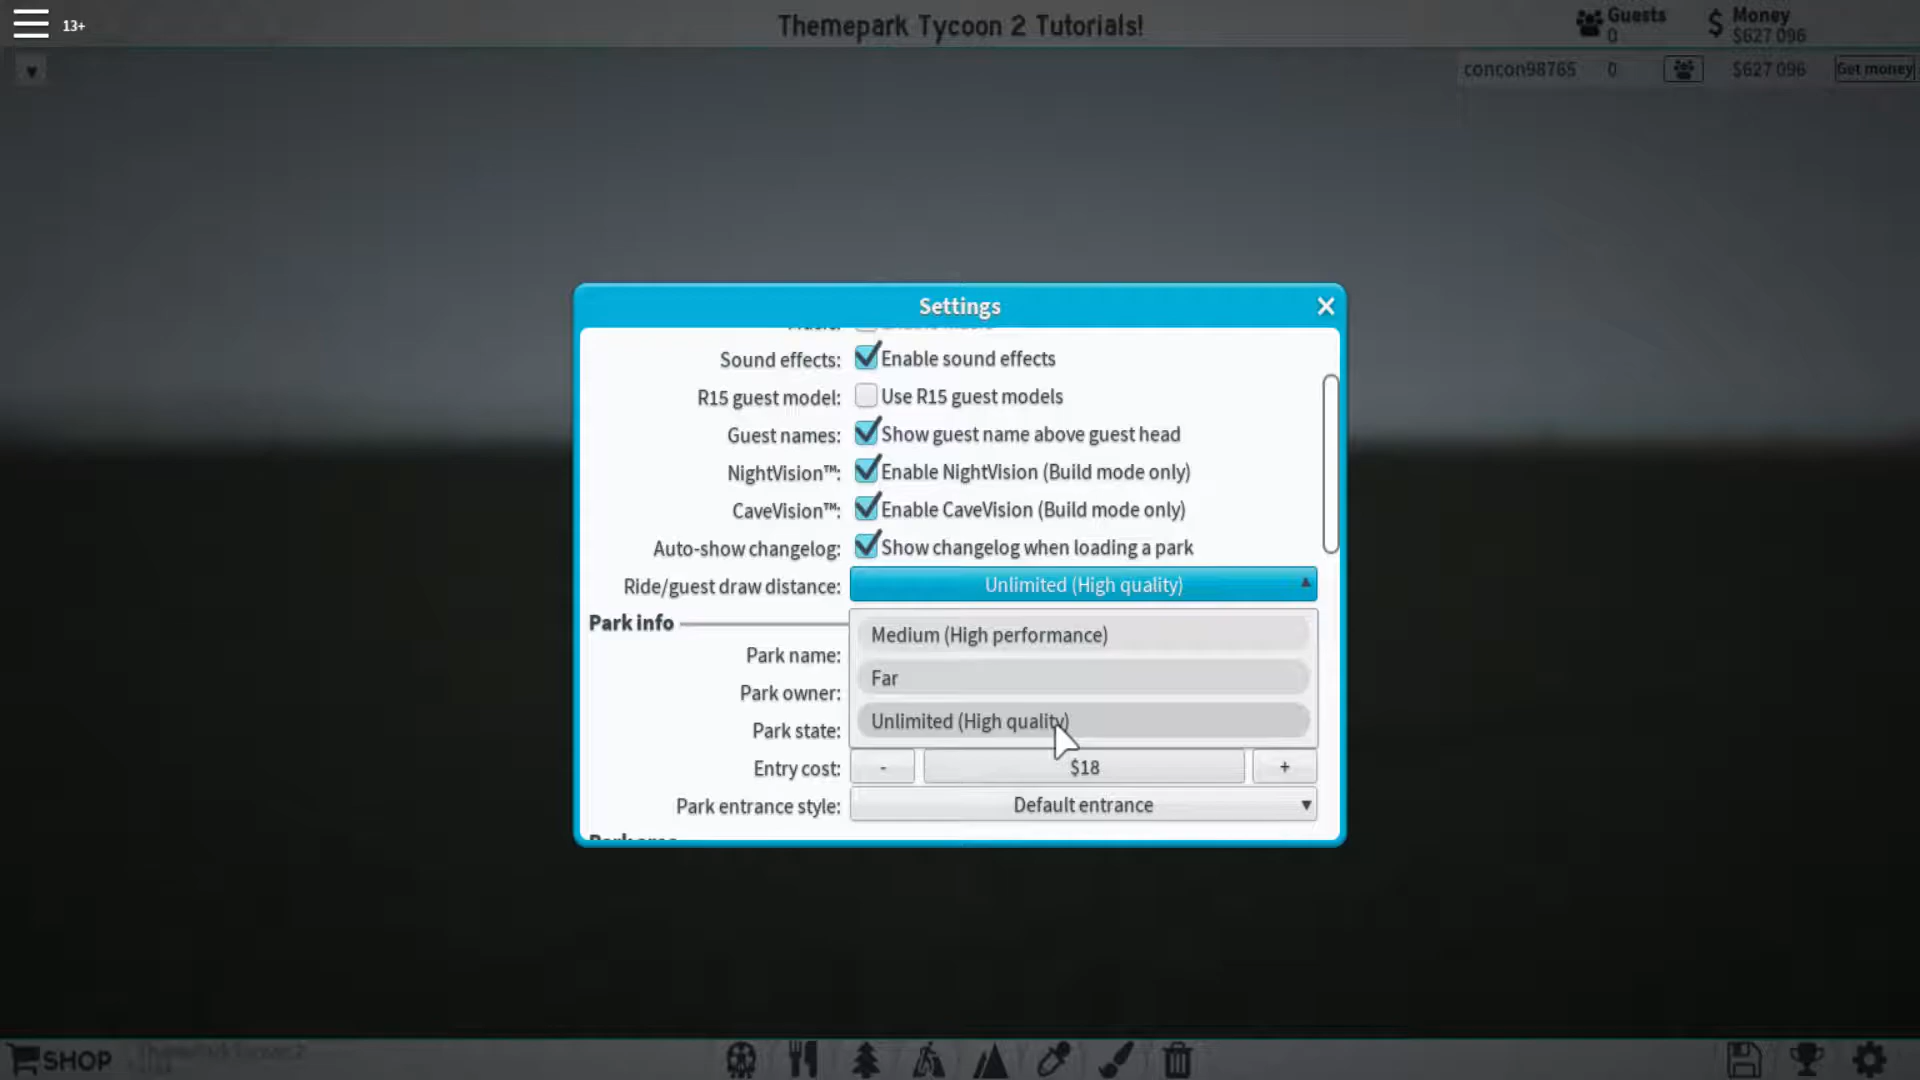 13+
Themepark Tycoon 2 Tutorials!
Guests
0
Money
$627 096
concon98765 0 $627 096 Get money
Settings
Sound effects: Enable sound effects
R15 guest model: Use R15 guest models
Guest names: Show guest name above guest head
NightVision™: Enable NightVision (Build mode only)
CaveVision™: Enable CaveVision (Build mode only)
Auto-show changelog: Show changelog when loading a park
Ride/guest draw distance: Unlimited (High quality)
Park info
Medium (High performance)
Park name:
Far
Park owner:
Unlimited (High quality)
Park state:
Entry cost: - $18 +
Park entrance style: Default entrance
SHOP